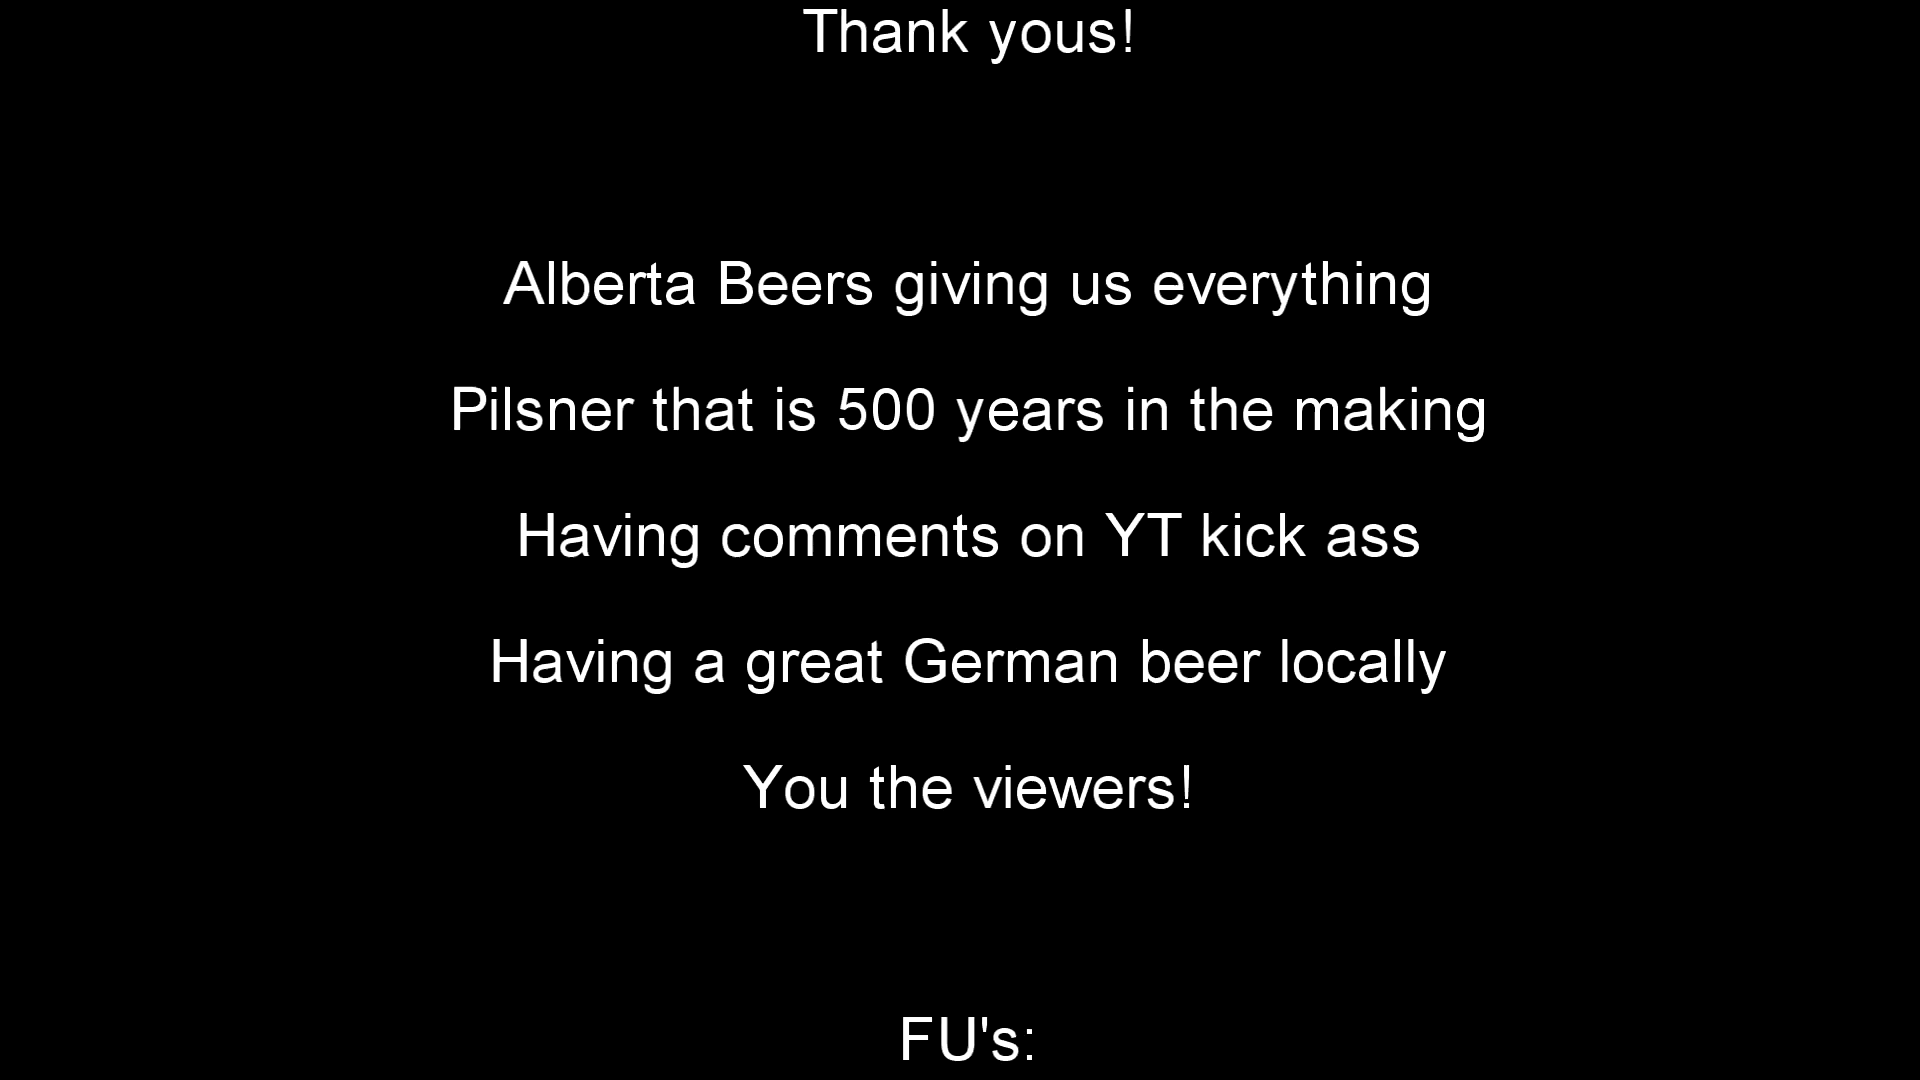 Thank yous!
Alberta Beers giving us everything
Pilsner that is 500 years in the making
Having comments on YT kick ass
Having a great German beer locally
You the viewers!
FU's: